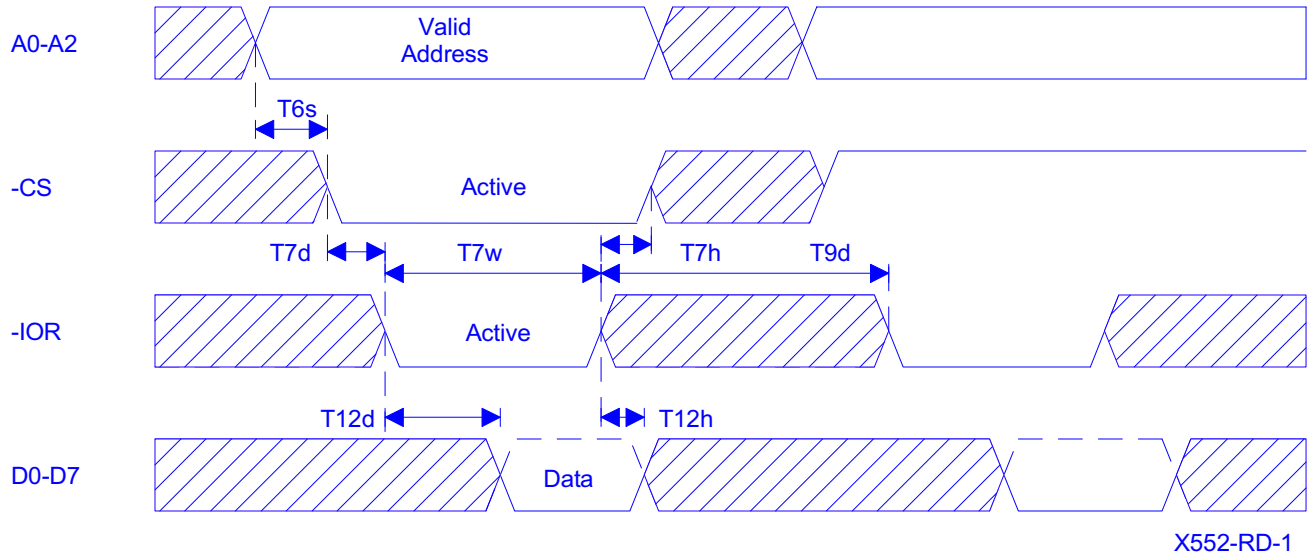 A0-A2
Valid
Address
T6s
-CS
Active
T7d
T7w
T7h
T9d
-IOR
Active
T12d
T12h
D0-D7
Data
X552-RD-1